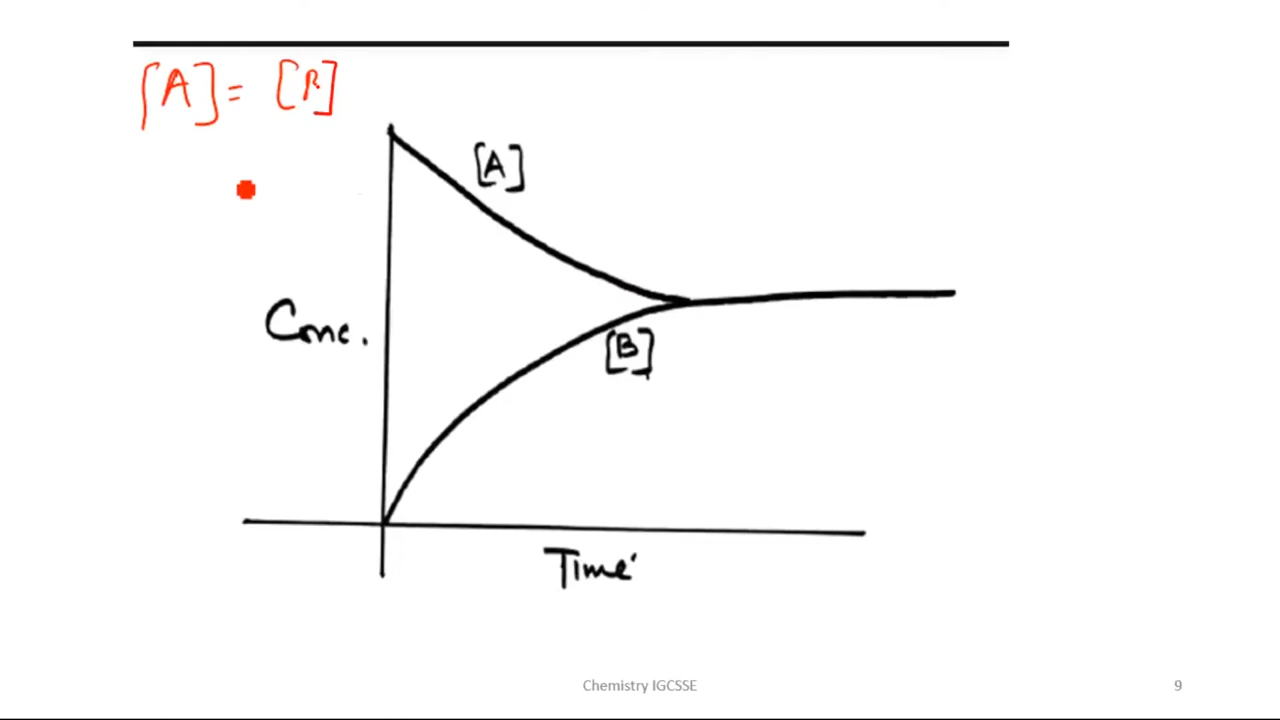 [A] = [B]
[A]
Conc.
[B]
Time
Chemistry IGCSSE
9